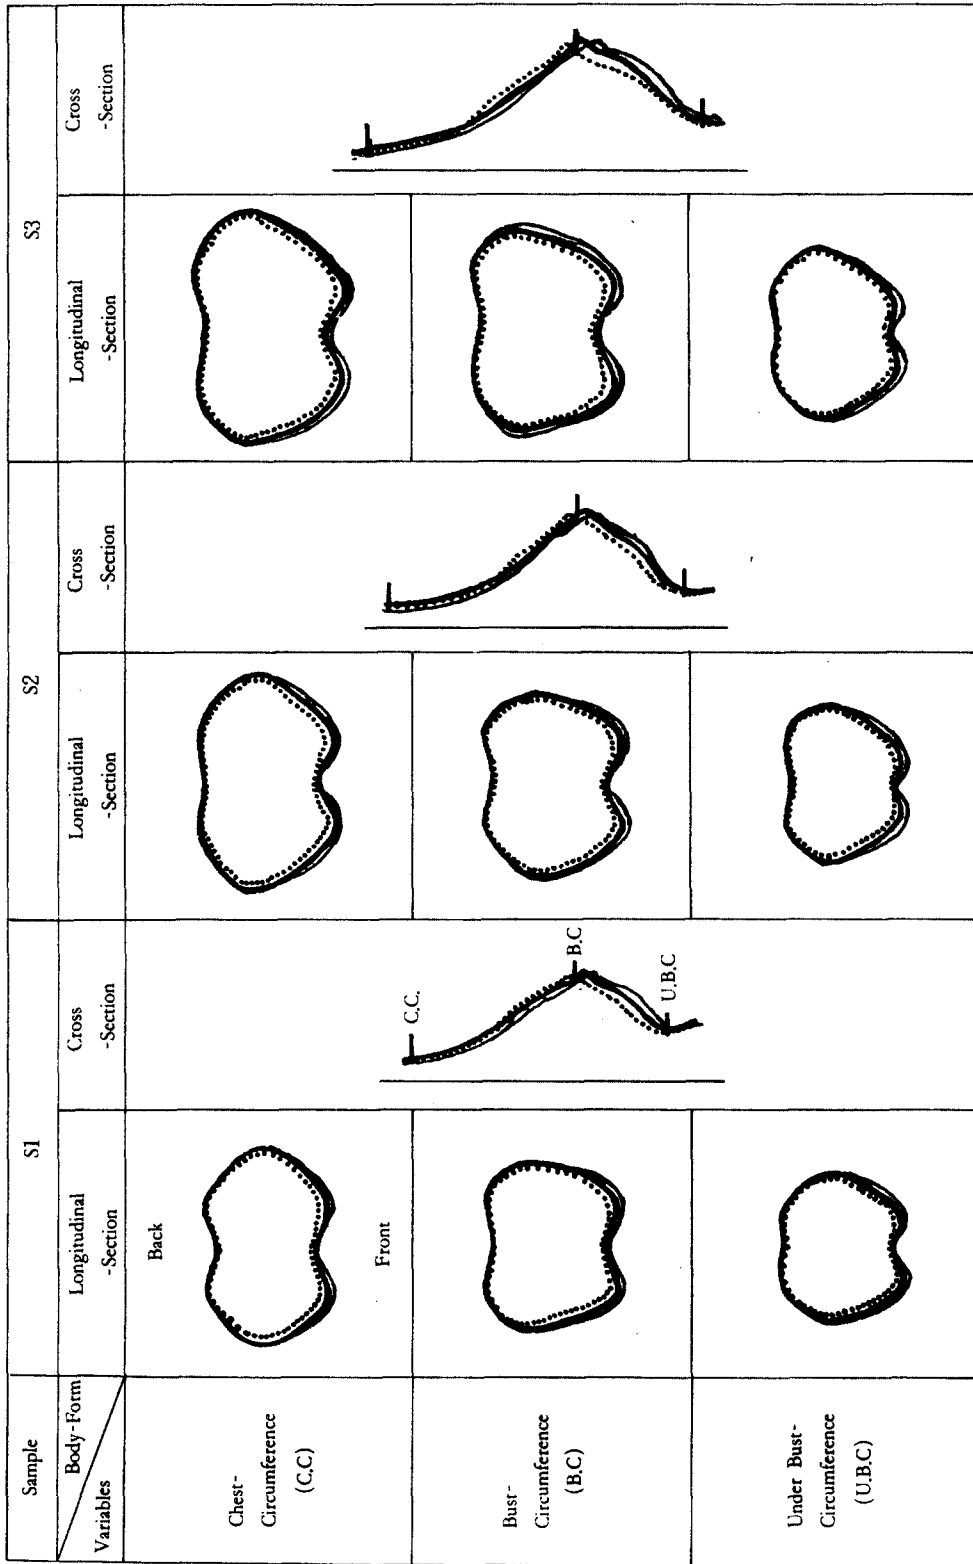 Sample
S1
S2
S3
Body-Form
Variables
Longitudinal
-Section
Cross
-Section
Longitudinal
-Section
Cross
-Section
Longitudinal
-Section
Cross
-Section
Chest-
Circumference
(C.C)
Back
Front
C.C.
B.C
U.B.C
Bust-
Circumference
(B.C)
Under Bust-
Circumference
(U.B.C)